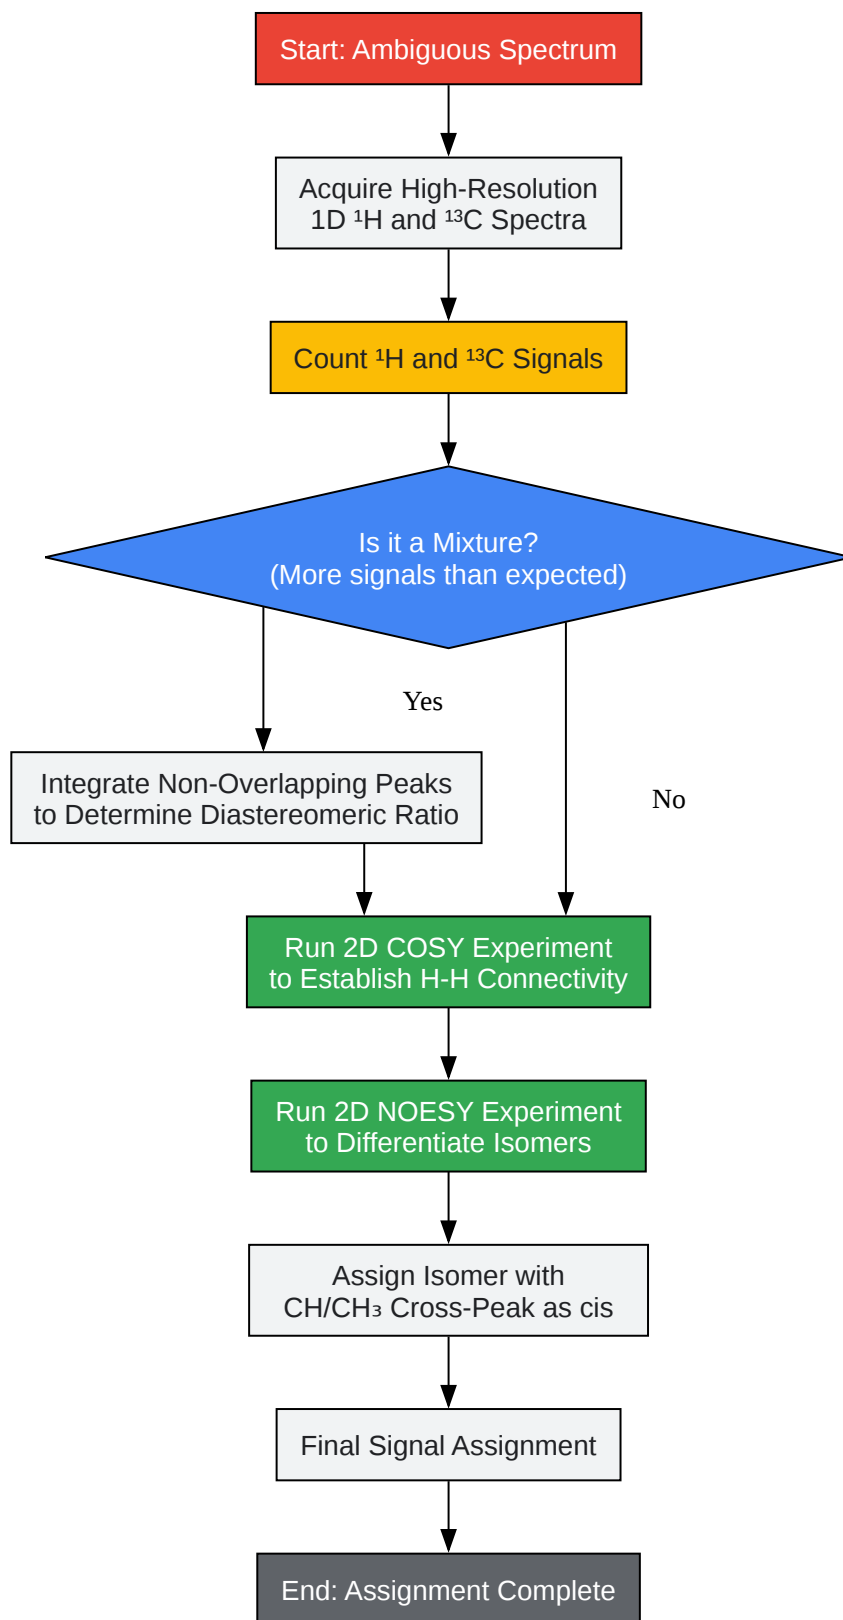 Start: Ambiguous Spectrum
Acquire High-Resolution
1D ¹H and ¹³C Spectra
Count ¹H and ¹³C Signals
Is it a Mixture?
(More signals than expected)
Yes
Integrate Non-Overlapping Peaks
to Determine Diastereomeric Ratio
No
Run 2D COSY Experiment
to Establish H-H Connectivity
Run 2D NOESY Experiment
to Differentiate Isomers
Assign Isomer with
CH/CH₃ Cross-Peak as cis
Final Signal Assignment
End: Assignment Complete